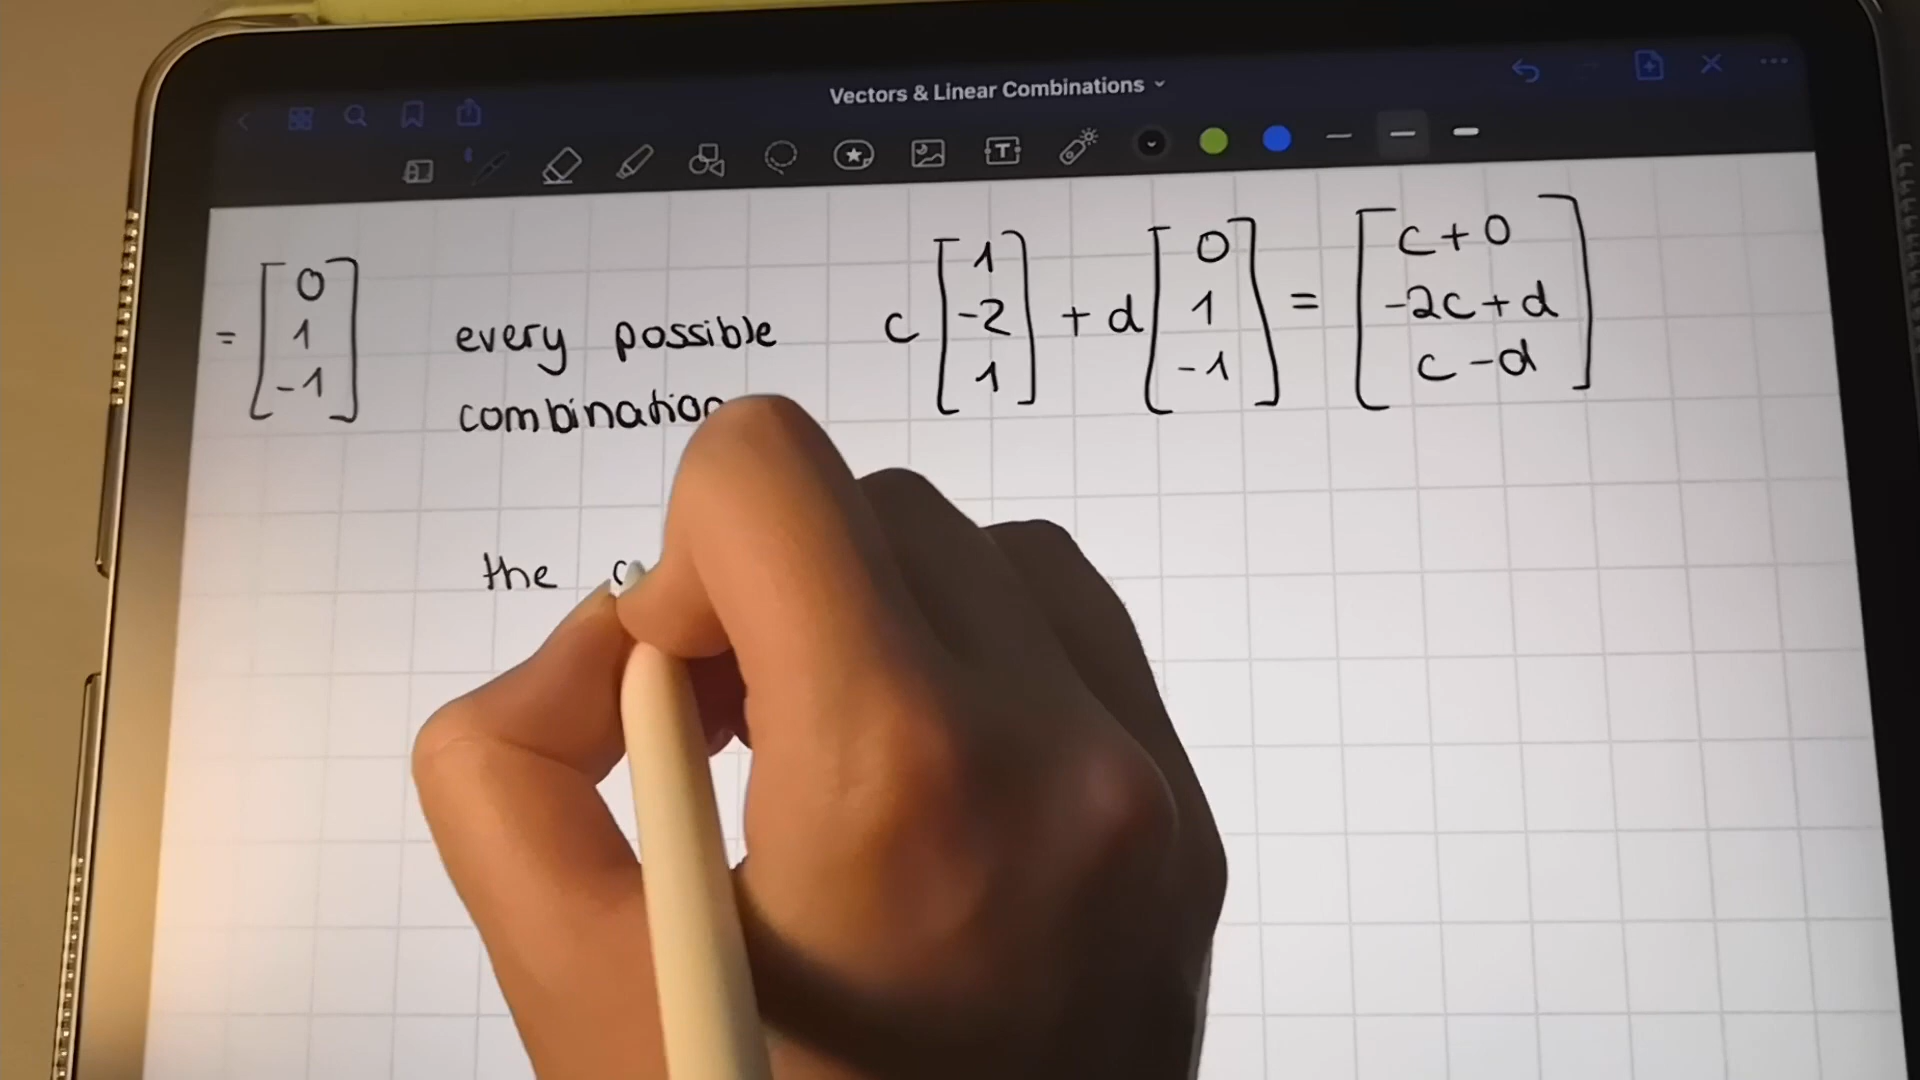 Vectors & Linear Combinations
= [0 1 -1]
every possible
combination
c [1 -2 1] + d [0 1 -1] = [c+0 -2c+d c-d]
the